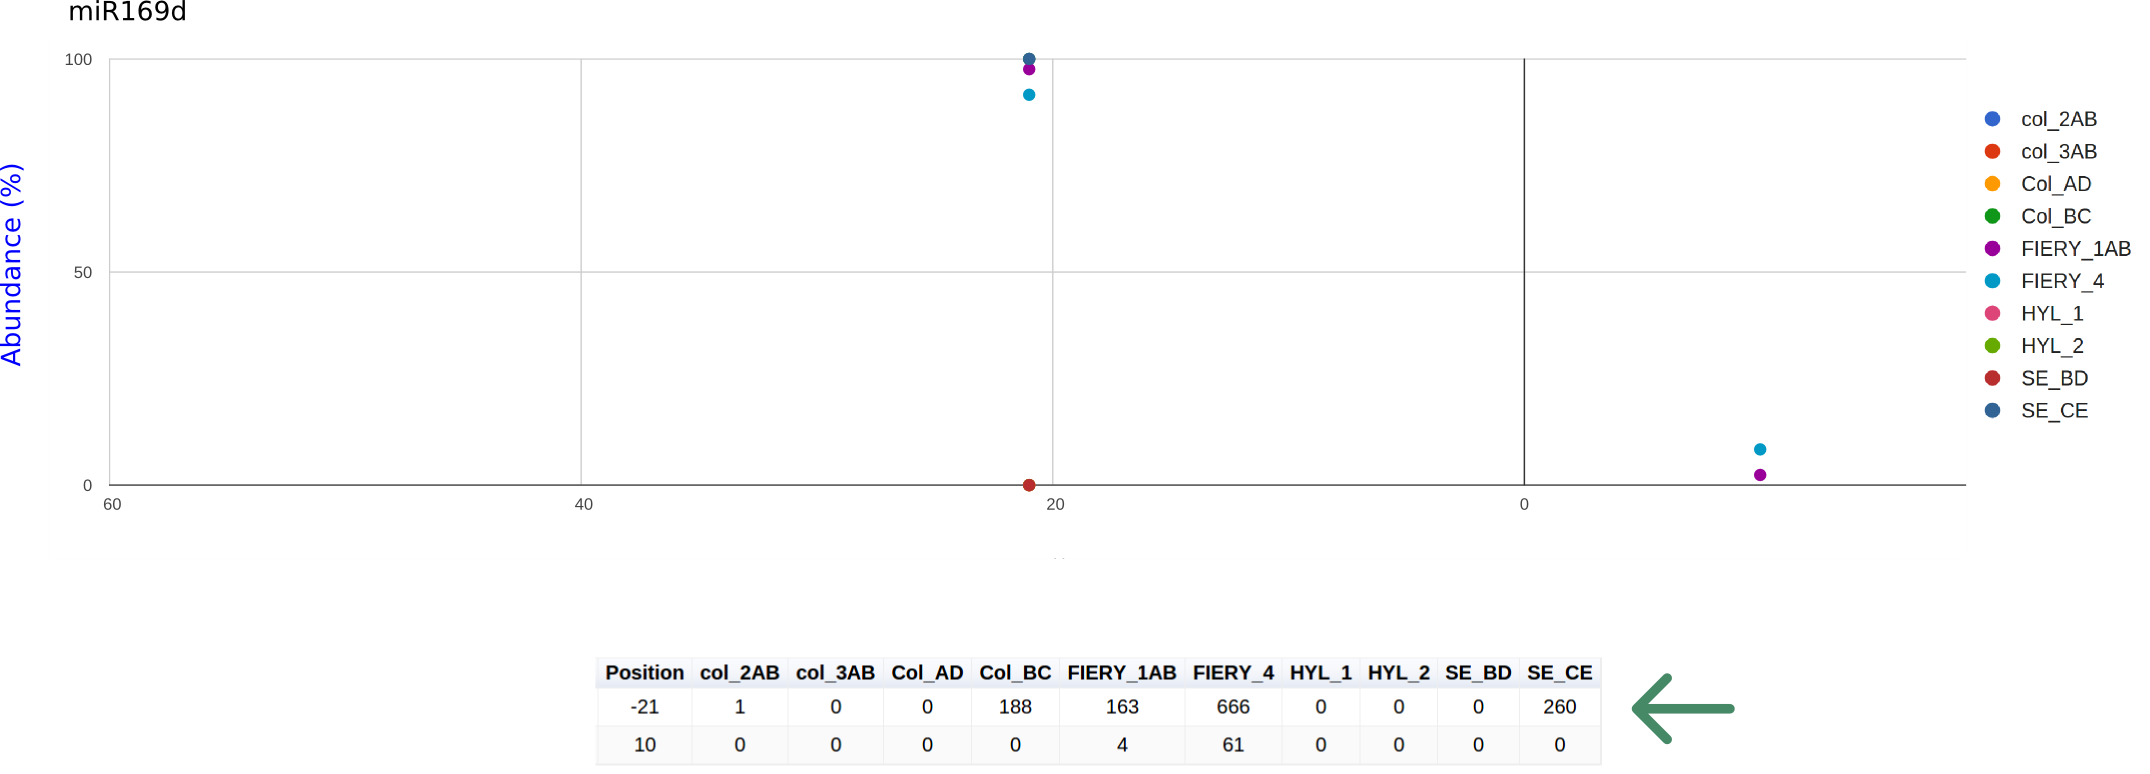 miR169d
100
50
0
Abundance (%)
60 40 20 0
col_2AB
col_3AB
Col_AD
Col_BC
FIERY_1AB
FIERY_4
HYL_1
HYL_2
SE_BD
SE_CE
Position col_2AB col_3AB Col_AD Col_BC FIERY_1AB FIERY_4 HYL_1 HYL_2 SE_BD SE_CE
-21 1 0 0 188 163 666 0 0 0 260
10 0 0 0 0 4 61 0 0 0 0